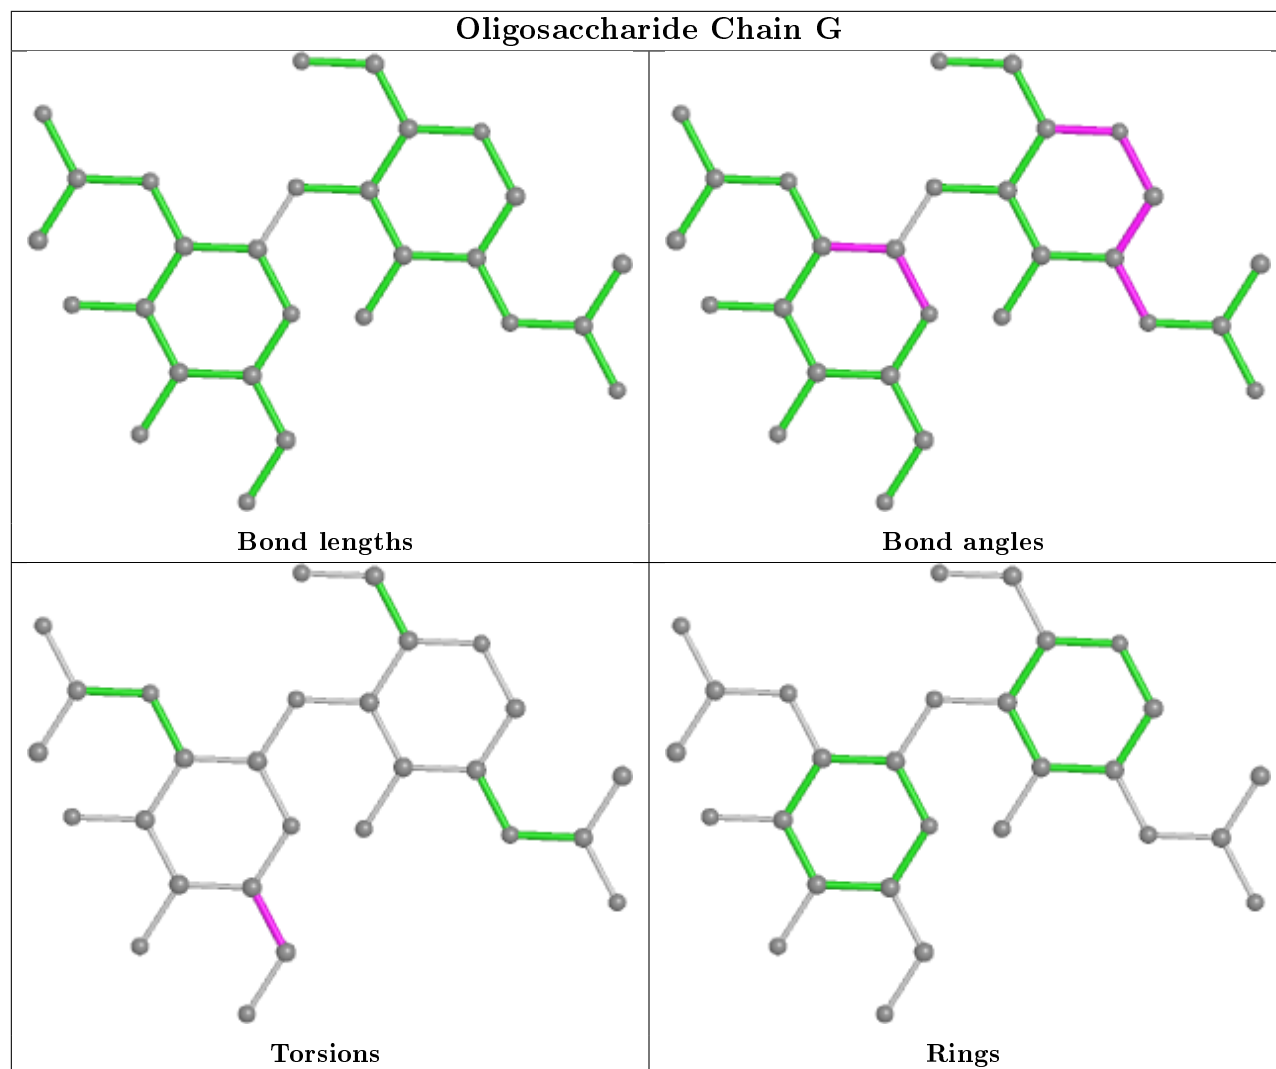 Oligosaccharide Chain G
Bond lengths
Bond angles
Torsions
Rings